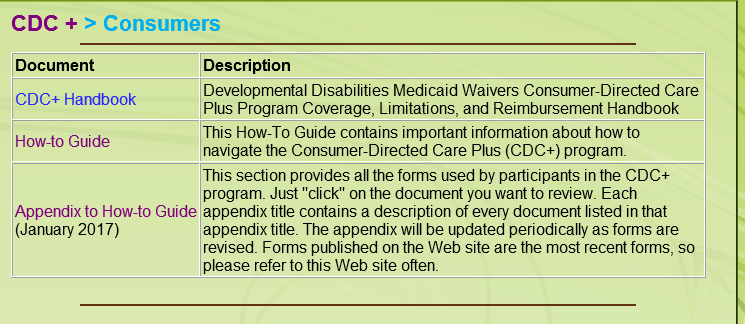 CDC + > Consumers
Document Description
CDC+ Handbook Developmental Disabilities Medicaid Waivers Consumer-Directed Care
Plus Program Coverage, Limitations, and Reimbursement Handbook
How-to Guide This How-To Guide contains important information about how to
navigate the Consumer-Directed Care Plus (CDC+) program.
Appendix to How-to Guide
(January 2017)
This section provides all the forms used by participants in the CDC+
program. Just "click" on the document you want to review. Each
appendix title contains a description of every document listed in that
appendix title. The appendix will be updated periodically as forms are
revised. Forms published on the Web site are the most recent forms, so
please refer to this Web site often.